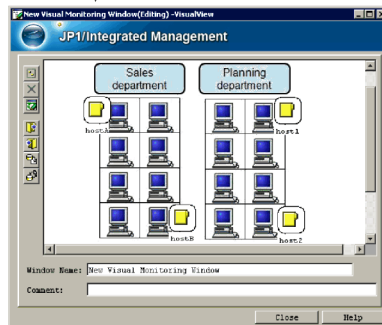 New Visual Monitoring Window(Editing) -VisualView
JP1/Integrated Management
Sales
department
Planning
department
hostA
host1
hostB
host2
Window Name: New Visual Monitoring Window
Comment:
Close Help